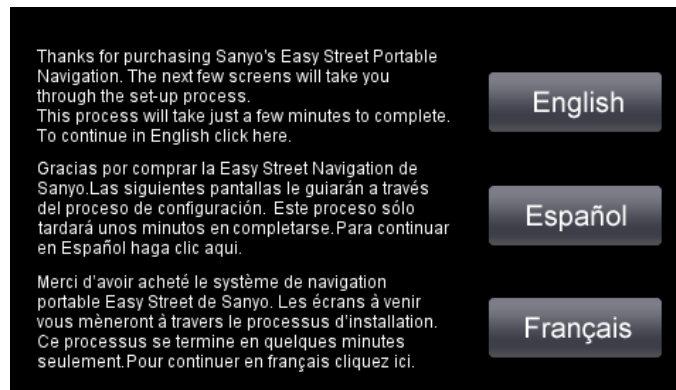 Thanks for purchasing Sanyo's Easy Street Portable
Navigation. The next few screens will take you
through the set-up process.
This process will take just a few minutes to complete.
To continue in English click here.
English
Gracias por comprar la Easy Street Navigation de
Sanyo.Las siguientes pantallas le guiarán a través
del proceso de configuración. Este proceso sólo
tardará unos minutos en completarse.Para continuar
en Español haga clic aqui.
Español
Merci d'avoir acheté le système de navigation
portable Easy Street de Sanyo. Les écrans à venir
vous mèneront à travers le processus d'installation.
Ce processus se termine en quelques minutes
seulement.Pour continuer en français cliquez ici.
Français